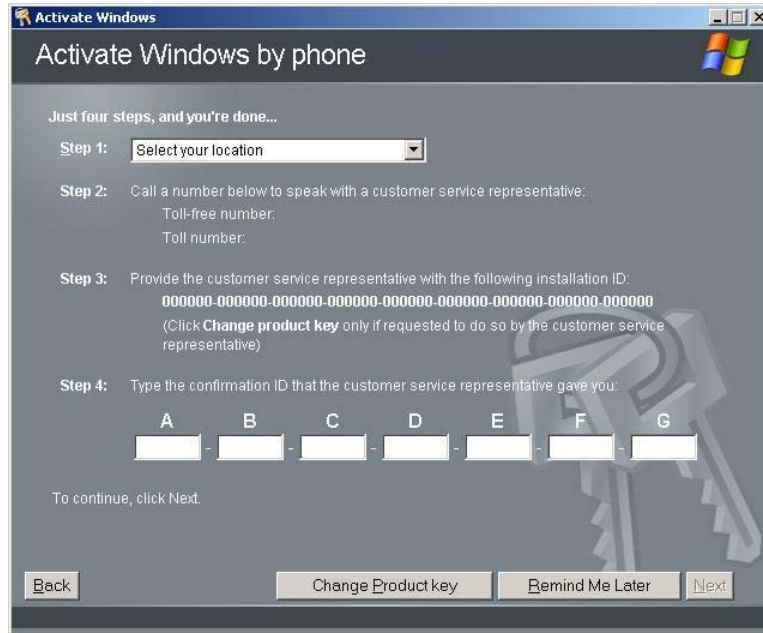 Activate Windows
Activate Windows by phone
Just four steps, and you're done...
Step 1: Select your location
Step 2: Call a number below to speak with a customer service representative:
Toll-free number:
Toll number:
Step 3: Provide the customer service representative with the following installation ID:
000000-000000-000000-000000-000000-000000-000000-000000-000000
(Click Change product key only if requested to do so by the customer service
representative)
Step 4: Type the confirmation ID that the customer service representative gave you:
A B C D E F G
- - - - - -
To continue, click Next.
Back Change Product key Remind Me Later Next